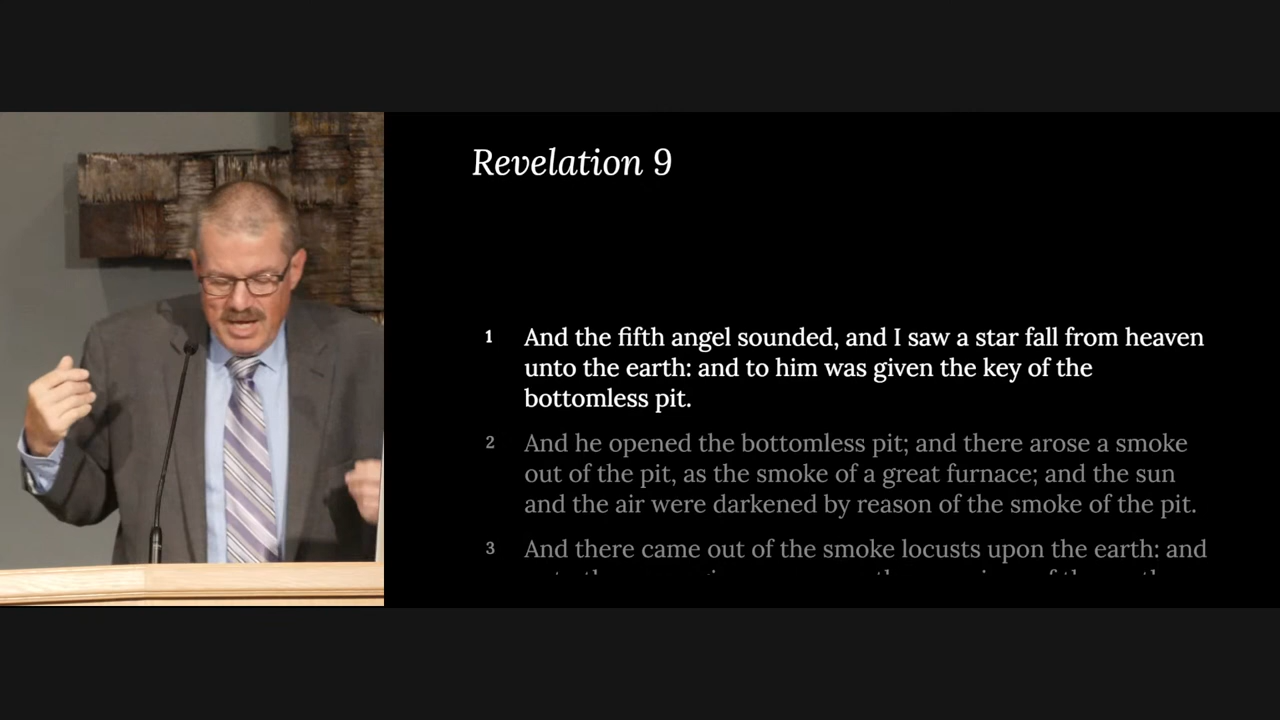 Revelation 9
1 And the fifth angel sounded, and I saw a star fall from heaven
unto the earth: and to him was given the key of the
bottomless pit.
2 And he opened the bottomless pit; and there arose a smoke
out of the pit, as the smoke of a great furnace; and the sun
and the air were darkened by reason of the smoke of the pit.
3 And there came out of the smoke locusts upon the earth: and